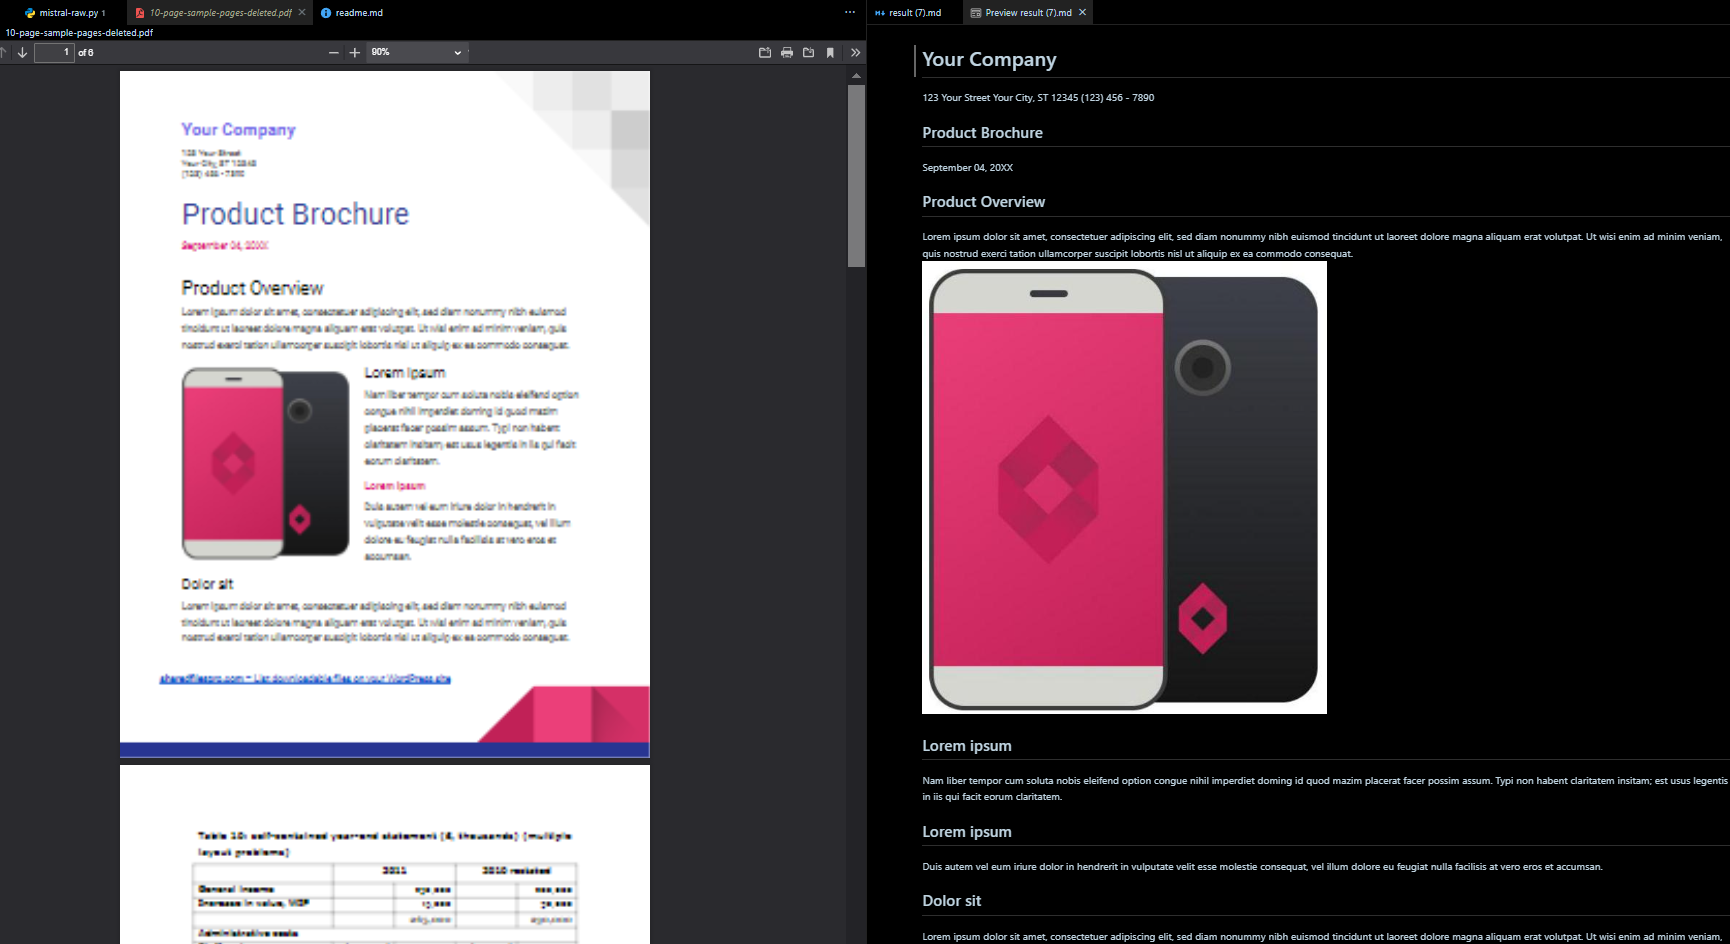 mistral-raw.py 1
10-page-sample-pages-deleted.pdf
readme.md
10-page-sample-pages-deleted.pdf
1 of 6
90%
Your Company
123 Your Street
Your City, ST 12345
(123) 456 - 7890
Product Brochure
September 04, 20XX
Product Overview
Lorem ipsum dolor sit amet, consectetuer adipiscing elit, sed diam nonummy nibh euismod
tincidunt ut laoreet dolore magna aliquam erat volutpat. Ut wisi enim ad minim veniam, quis
nostrud exerci tation ullamcorper suscipit lobortis nisl ut aliquip ex ea commodo consequat.
Lorem ipsum
Nam liber tempor cum soluta nobis eleifend option
congue nihil imperdiet doming id quod mazim
placerat facer possim assum. Typi non habent
claritatem insitam; est usus legentis in iis qui facit
eorum claritatem.
Lorem ipsum
Duis autem vel eum iriure dolor in hendrerit in
vulputate velit esse molestie consequat, vel illum
dolore eu feugiat nulla facilisis at vero eros et
accumsan.
Dolor sit
Lorem ipsum dolor sit amet, consectetuer adipiscing elit, sed diam nonummy nibh euismod
tincidunt ut laoreet dolore magna aliquam erat volutpat. Ut wisi enim ad minim veniam, quis
nostrud exerci tation ullamcorper suscipit lobortis nisl ut aliquip ex ea commodo consequat.
sharedfilespro.com – List downloadable files on your WordPress site
Table 10: self-contained year-end statement (£, thousands) (multiple
layout problems)
2011 2010 restated
General income
Increase in value, VOP
Administrative costs
result (7).md
Preview result (7).md
Your Company
123 Your Street Your City, ST 12345 (123) 456 - 7890
Product Brochure
September 04, 20XX
Product Overview
Lorem ipsum dolor sit amet, consectetuer adipiscing elit, sed diam nonummy nibh euismod tincidunt ut laoreet dolore magna aliquam erat volutpat. Ut wisi enim ad minim veniam,
quis nostrud exerci tation ullamcorper suscipit lobortis nisl ut aliquip ex ea commodo consequat.
Lorem ipsum
Nam liber tempor cum soluta nobis eleifend option congue nihil imperdiet doming id quod mazim placerat facer possim assum. Typi non habent claritatem insitam; est usus legentis
in iis qui facit eorum claritatem.
Lorem ipsum
Duis autem vel eum iriure dolor in hendrerit in vulputate velit esse molestie consequat, vel illum dolore eu feugiat nulla facilisis at vero eros et accumsan.
Dolor sit
Lorem ipsum dolor sit amet, consectetuer adipiscing elit, sed diam nonummy nibh euismod tincidunt ut laoreet dolore magna aliquam erat volutpat. Ut wisi enim ad minim veniam,